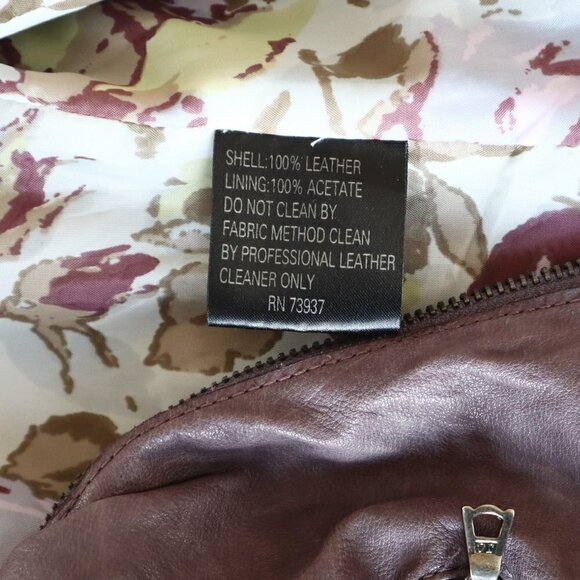 SHELL:100% LEATHER
LINING:100% ACETATE
DO NOT CLEAN BY
FABRIC METHOD CLEAN
BY PROFESSIONAL LEATHER
CLEANER ONLY
RN 73937